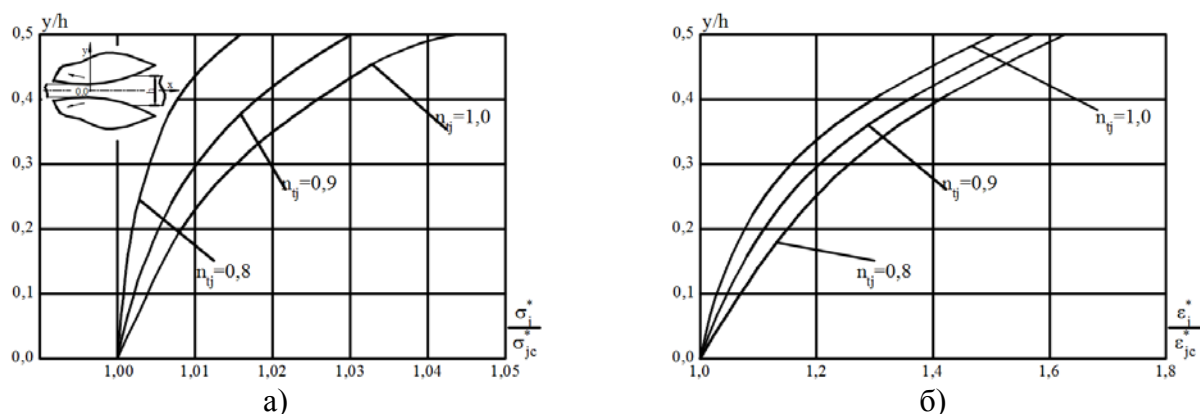 y/h
0,5
0,4
0,3
0,2
0,1
0,0
y
0,0
x
h
n_tj=1,0
n_tj=0,9
n_tj=0,8
1,00 1,01 1,02 1,03 1,04 1,05
σ_i^*
σ_jc^*
а)
y/h
0,5
0,4
0,3
0,2
0,1
0,0
n_tj=1,0
n_tj=0,9
n_tj=0,8
1,0 1,2 1,4 1,6 1,8
ε_i^*
ε_jc^*
б)